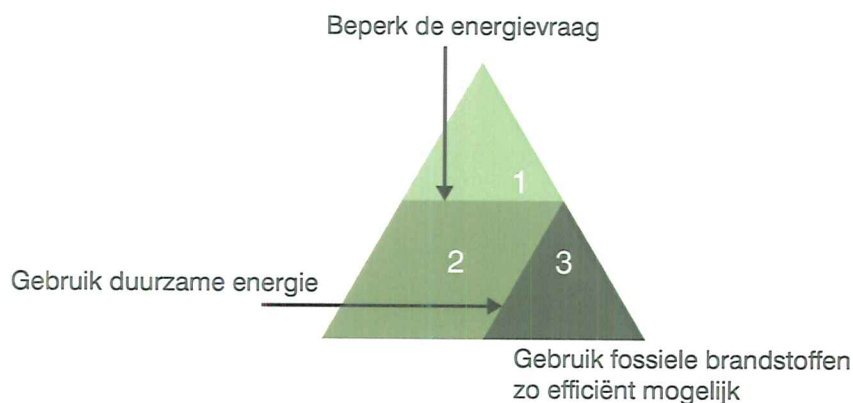 Beperk de energievraag
1
2
3
Gebruik duurzame energie
Gebruik fossiele brandstoffen
zo efficiënt mogelijk